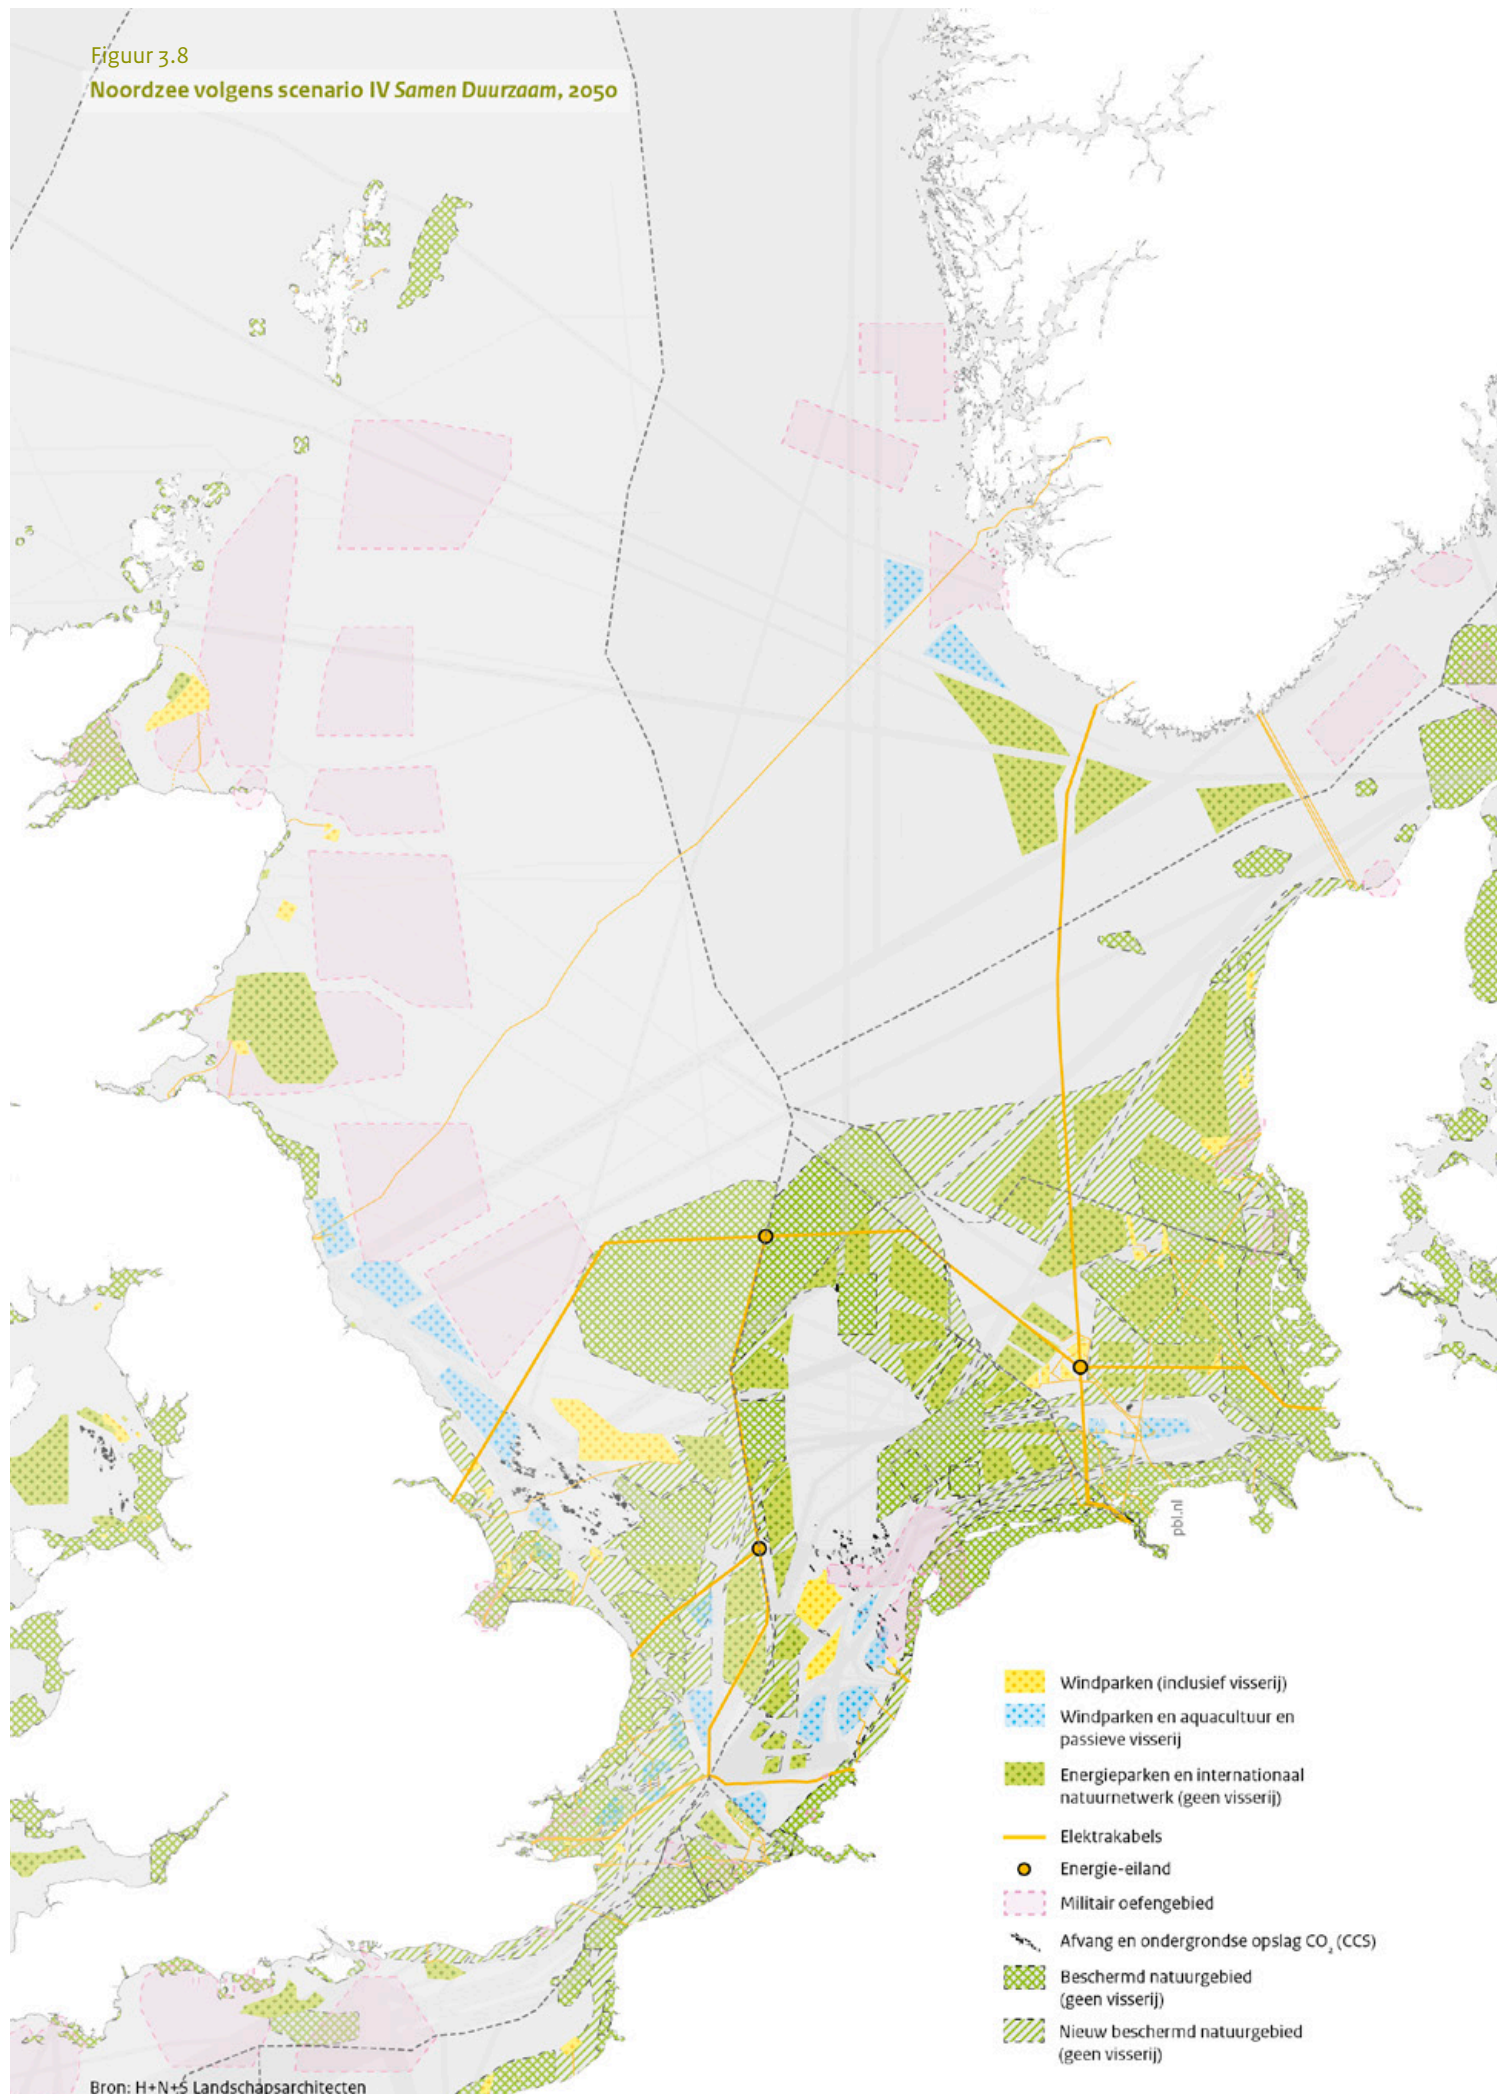 Figuur 3.8
Noordzee volgens scenario IV Samen Duurzaam, 2050
pbl.nl
Windparken (inclusief visserij)
Windparken en aquacultuur en
passieve visserij
Energieparken en internationaal
natuurnetwerk (geen visserij)
Elektrakabels
Energie-eiland
Militair oefengebied
Afvang en ondergrondse opslag CO₂ (CCS)
Beschermd natuurgebied
(geen visserij)
Nieuw beschermd natuurgebied
(geen visserij)
Bron: H+N+S Landschapsarchitecten